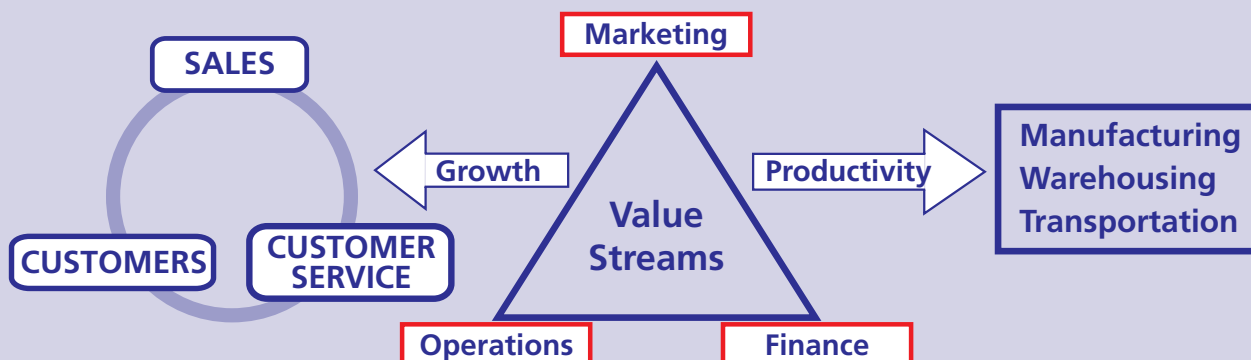 Marketing
SALES
CUSTOMERS
CUSTOMER
SERVICE
Growth
Value
Streams
Productivity
Manufacturing
Warehousing
Transportation
Operations
Finance